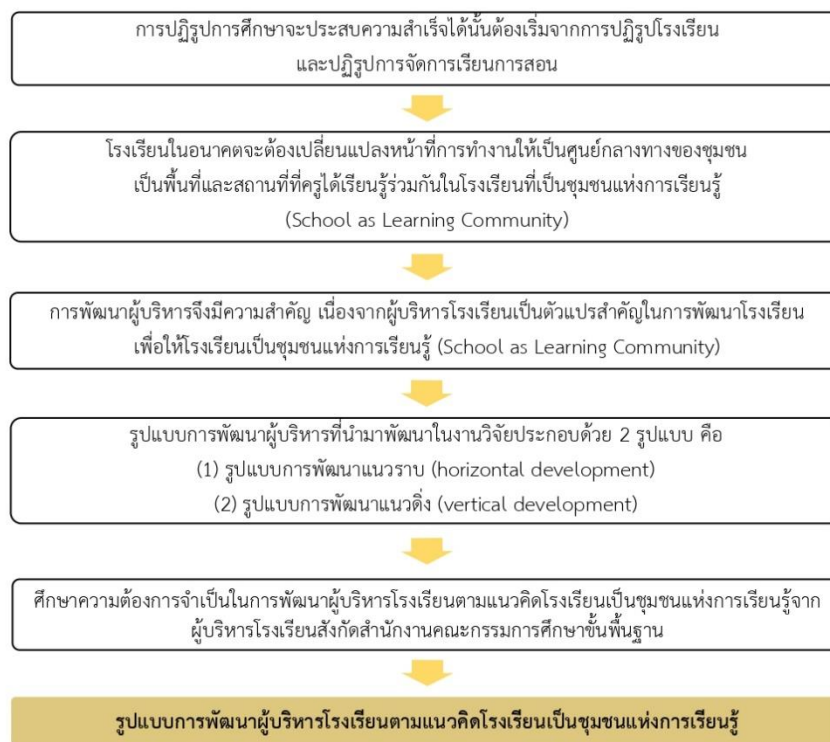 การปฏิรูปการศึกษาจะประสบความสำเร็จได้นั้นต้องเริ่มจากการปฏิรูปโรงเรียน
และปฏิรูปการจัดการเรียนการสอน
โรงเรียนในอนาคตจะต้องเปลี่ยนแปลงหน้าที่การทำงานให้เป็นศูนย์กลางทางของชุมชน
เป็นพื้นที่และสถานที่ที่ครูได้เรียนรู้ร่วมกันในโรงเรียนที่เป็นชุมชนแห่งการเรียนรู้
(School as Learning Community)
การพัฒนาผู้บริหารจึงมีความสำคัญ เนื่องจากผู้บริหารโรงเรียนเป็นตัวแปรสำคัญในการพัฒนาโรงเรียน
เพื่อให้โรงเรียนเป็นชุมชนแห่งการเรียนรู้ (School as Learning Community)
รูปแบบการพัฒนาผู้บริหารที่นำมาพัฒนาในงานวิจัยประกอบด้วย 2 รูปแบบ คือ
(1) รูปแบบการพัฒนาแนวราบ (horizontal development)
(2) รูปแบบการพัฒนาแนวดิ่ง (vertical development)
ศึกษาความต้องการจำเป็นในการพัฒนาผู้บริหารโรงเรียนตามแนวคิดโรงเรียนเป็นชุมชนแห่งการเรียนรู้จาก
ผู้บริหารโรงเรียนสังกัดสำนักงานคณะกรรมการศึกษาขั้นพื้นฐาน
รูปแบบการพัฒนาผู้บริหารโรงเรียนตามแนวคิดโรงเรียนเป็นชุมชนแห่งการเรียนรู้